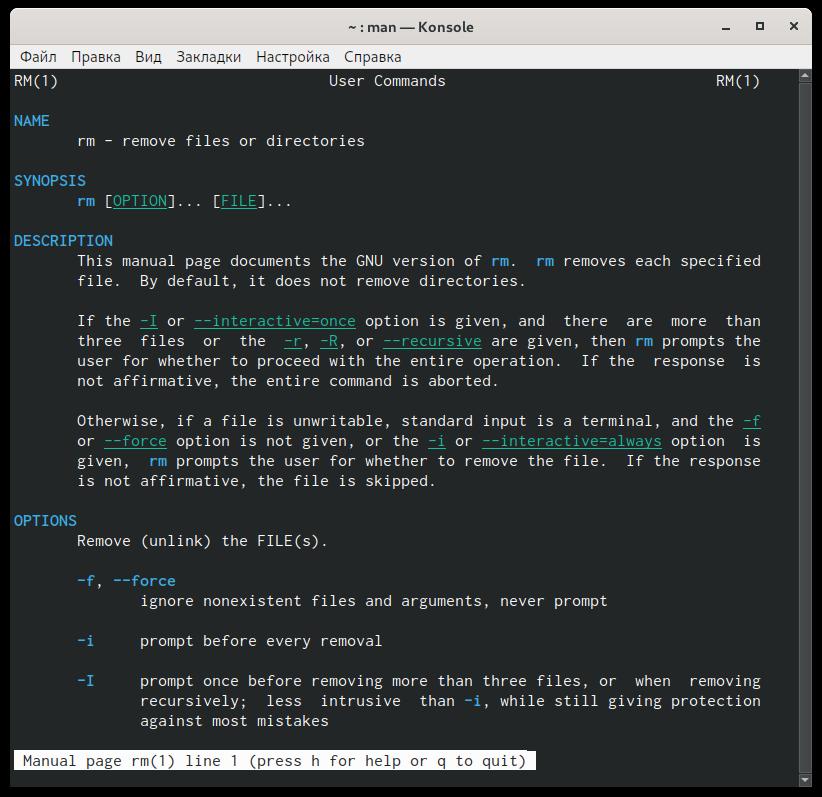 ~ : man — Konsole
Файл Правка Вид Закладки Настройка Справка
RM(1) User Commands RM(1)
NAME
rm - remove files or directories
SYNOPSIS
rm [OPTION]... [FILE]...
DESCRIPTION
This manual page documents the GNU version of rm. rm removes each specified
file. By default, it does not remove directories.
If the -I or --interactive=once option is given, and there are more than
three files or the -r, -R, or --recursive are given, then rm prompts the
user for whether to proceed with the entire operation. If the response is
not affirmative, the entire command is aborted.
Otherwise, if a file is unwritable, standard input is a terminal, and the -f
or --force option is not given, or the -i or --interactive=always option is
given, rm prompts the user for whether to remove the file. If the response
is not affirmative, the file is skipped.
OPTIONS
Remove (unlink) the FILE(s).
-f, --force
ignore nonexistent files and arguments, never prompt
-i prompt before every removal
-I prompt once before removing more than three files, or when removing
recursively; less intrusive than -i, while still giving protection
against most mistakes
Manual page rm(1) line 1 (press h for help or q to quit)